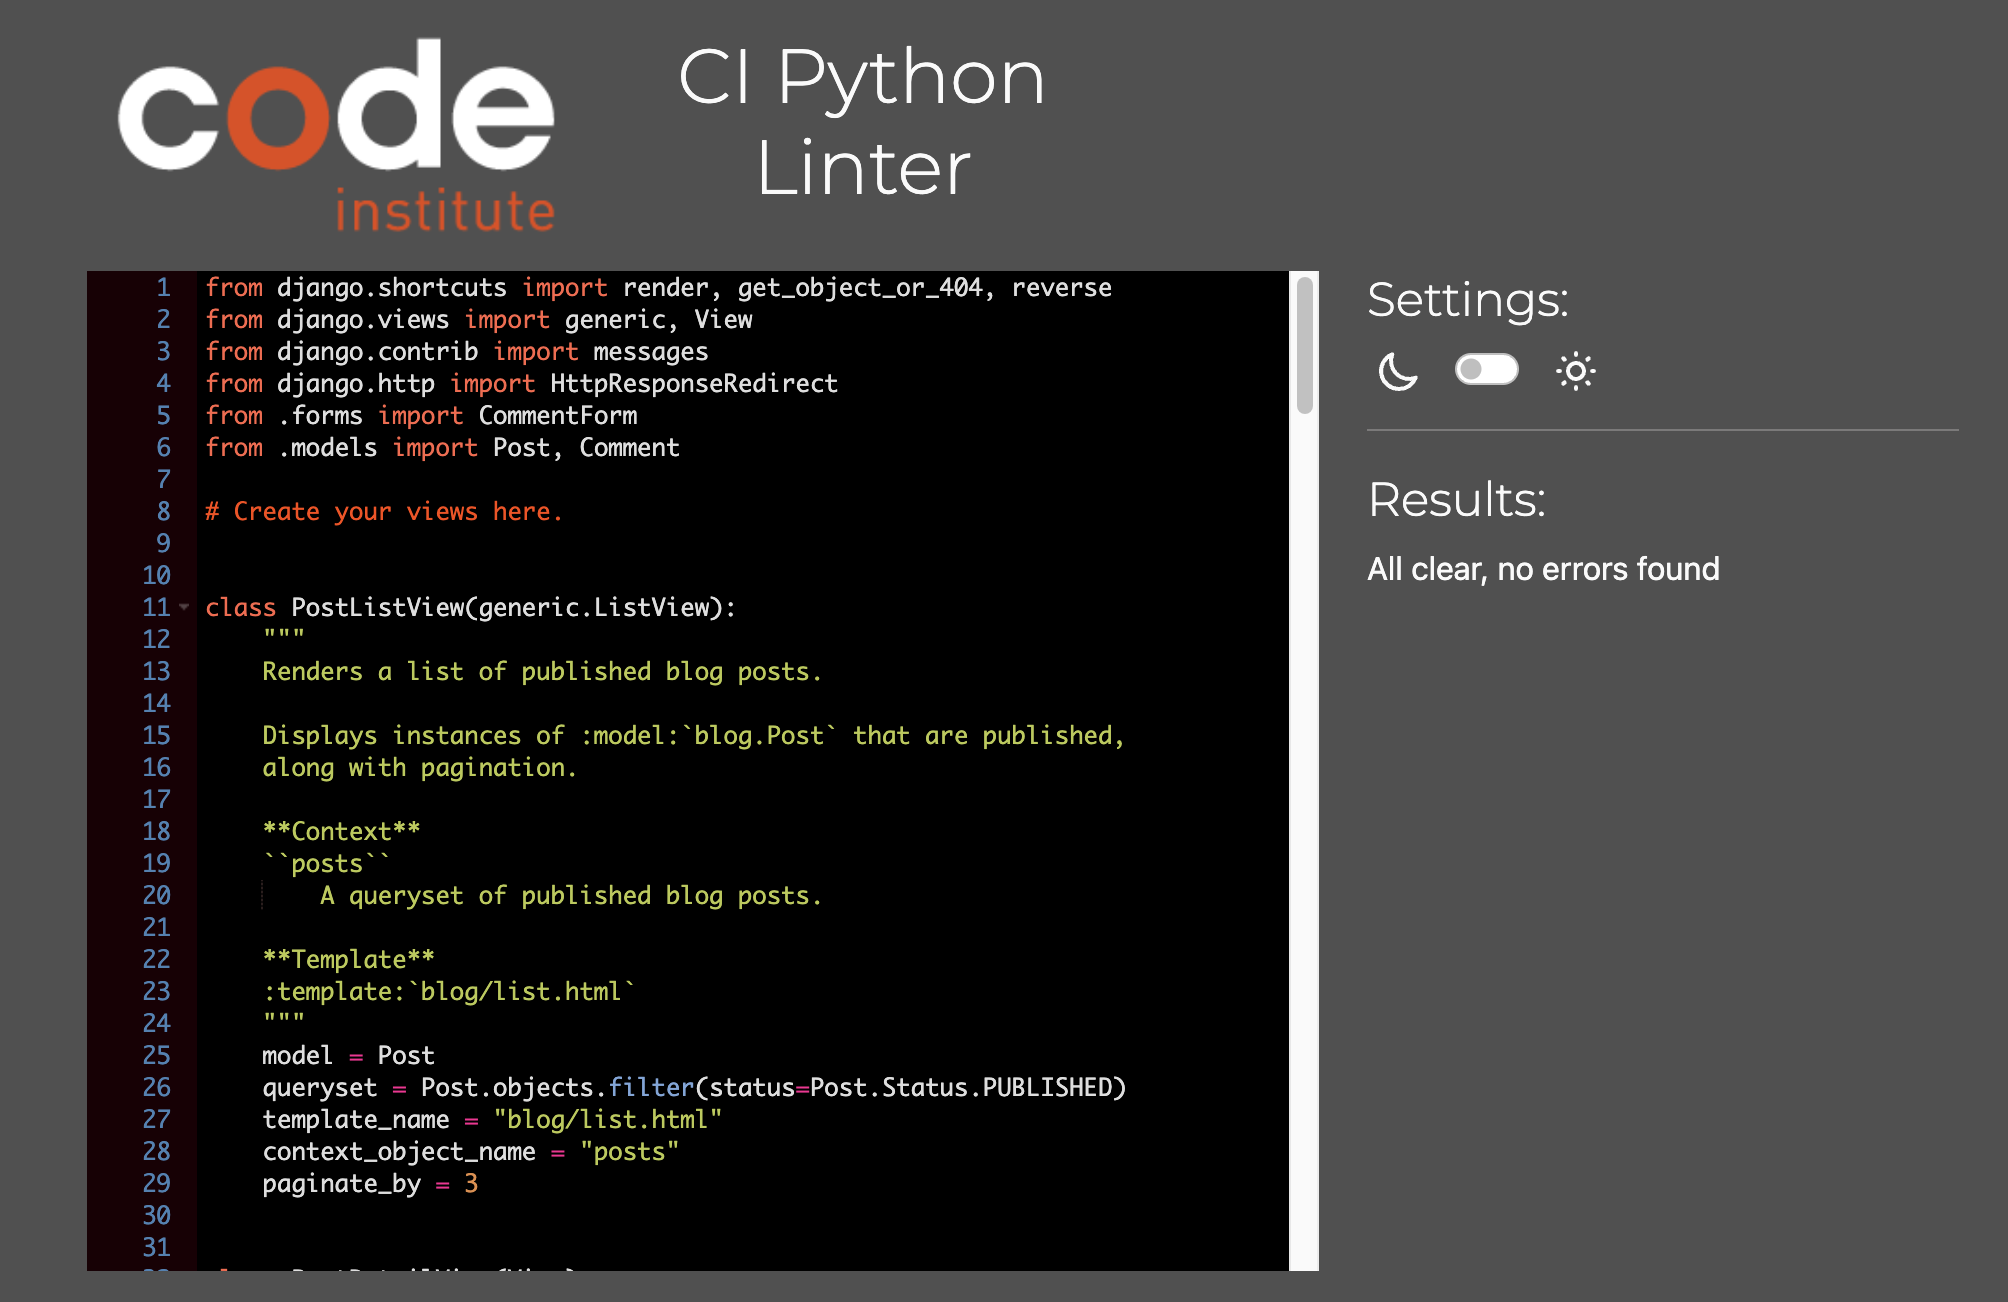 code
institute
CI Python
Linter
1 from django.shortcuts import render, get_object_or_404, reverse
2 from django.views import generic, View
3 from django.contrib import messages
4 from django.http import HttpResponseRedirect
5 from .forms import CommentForm
6 from .models import Post, Comment
7
8 # Create your views here.
9
10
11 class PostListView(generic.ListView):
12     """
13     Renders a list of published blog posts.
14
15     Displays instances of :model:`blog.Post` that are published,
16     along with pagination.
17
18     **Context**
19     ``posts``
20         A queryset of published blog posts.
21
22     **Template**
23     :template:`blog/list.html`
24     """
25     model = Post
26     queryset = Post.objects.filter(status=Post.Status.PUBLISHED)
27     template_name = "blog/list.html"
28     context_object_name = "posts"
29     paginate_by = 3
30
31
Settings:
Results:
All clear, no errors found